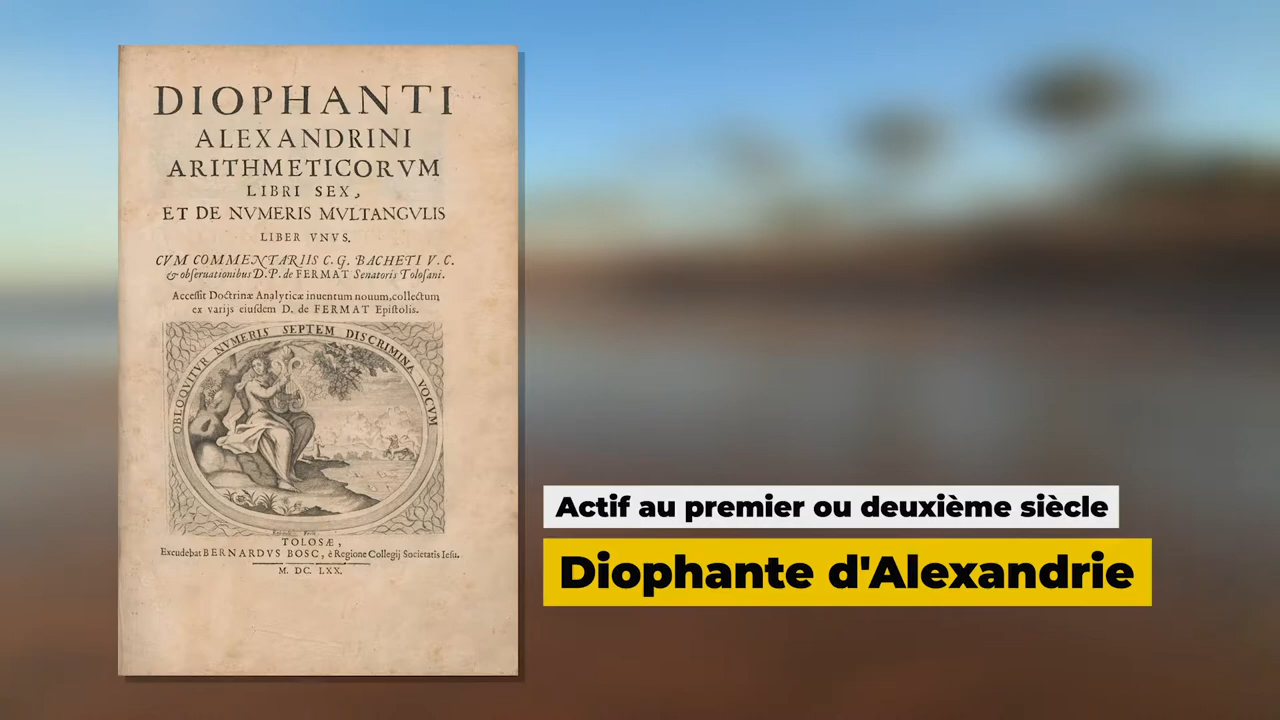 DIOPHANTI
ALEXANDRINI
ARITHMETICORVM
LIBRI SEX,
ET DE NVMERIS MVLTANGVLIS
LIBER VNVS.
CVM COMMENTARIIS C. G. BACHETI V. C.
& obſeruationibus D.P. de FERMAT Senatoris Toloſani.
Acceſſit Doctrinæ Analyticæ inuentum nouum, collectum
ex varijs eiuſdem D. de FERMAT Epiſtolis.
OBLOQVITVR NVMERIS SEPTEM DISCRIMINA VOCVM
TOLOSÆ,
Excudebat BERNARDVS BOSC, è Regione Collegij Societatis Ieſu.
M. DC. LXX.
Actif au premier ou deuxième siècle
Diophante d'Alexandrie